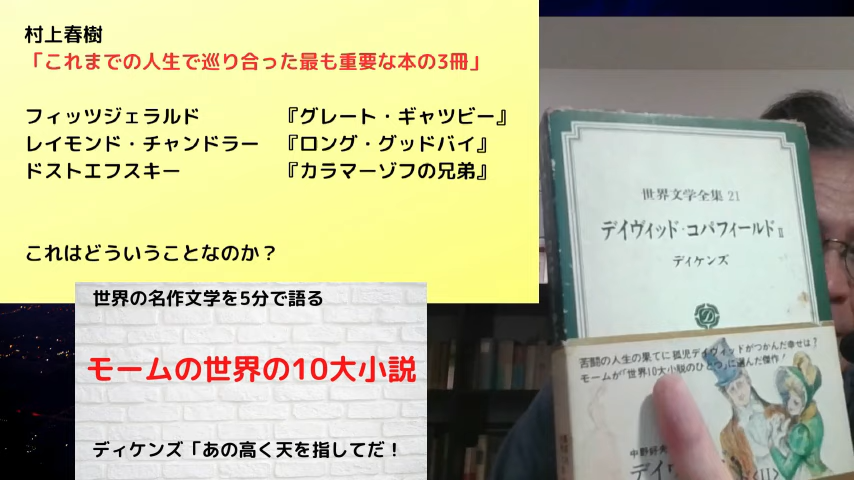 村上春樹
「これまでの人生で巡り合った最も重要な本の3冊」
フィッツジェラルド 『グレート・ギャツビー』
レイモンド・チャンドラー 『ロング・グッドバイ』
ドストエフスキー 『カラマーゾフの兄弟』
これはどういうことなのか？
世界の名作文学を5分で語る
モームの世界の10大小説
ディケンズ「あの高く天を指してだ！
世界文学全集 21
デイヴィッド・コパフィールド II
ディケンズ
苦闘の人生の果てに孤児デイヴィッドがつかんだ幸せは？
モームが「世界10大小説のひとつ」に選んだ傑作！
中野好夫
デイ